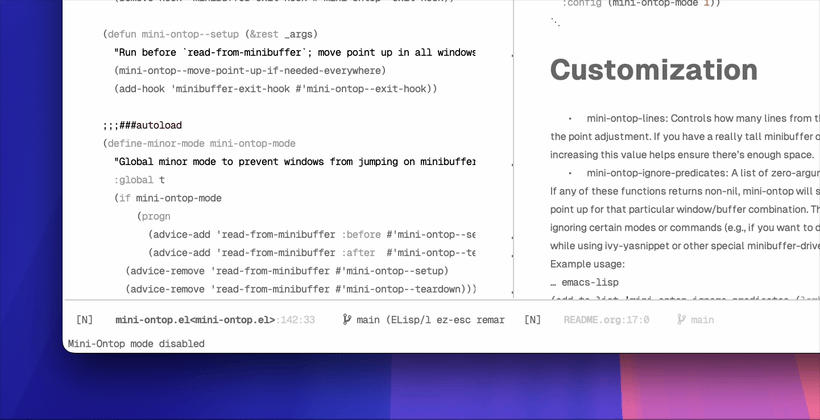 (defun mini-ontop--setup (&rest _args)
"Run before `read-from-minibuffer`; move point up in all windows
(mini-ontop--move-point-up-if-needed-everywhere)
(add-hook 'minibuffer-exit-hook #'mini-ontop--exit-hook))
;;;###autoload
(define-minor-mode mini-ontop-mode
"Global minor mode to prevent windows from jumping on minibuffer
:global t
(if mini-ontop-mode
(progn
(advice-add 'read-from-minibuffer :before #'mini-ontop--se
(advice-add 'read-from-minibuffer :after #'mini-ontop--te
(advice-remove 'read-from-minibuffer #'mini-ontop--setup)
(advice-remove 'read-from-minibuffer #'mini-ontop--teardown)))
[N] mini-ontop.el<mini-ontop.el>:142:33 main (ELisp/l ez-esc remar
Mini-Ontop mode disabled
:config (mini-ontop-mode 1))
Customization
• mini-ontop-lines: Controls how many lines from t
the point adjustment. If you have a really tall minibuffer o
increasing this value helps ensure there's enough space.
• mini-ontop-ignore-predicates: A list of zero-argu
If any of these functions returns non-nil, mini-ontop will s
point up for that particular window/buffer combination. Th
ignoring certain modes or commands (e.g., if you want to d
while using ivy-yasnippet or other special minibuffer-drive
Example usage:
… emacs-lisp
[N] README.org:17:0 main